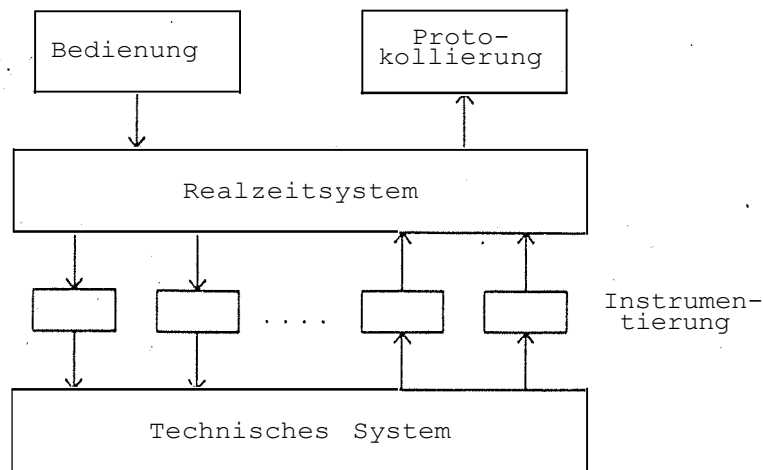 Bedienung
Proto-
kollierung
Realzeitsystem
....
Instrumen-
tierung
Technisches System